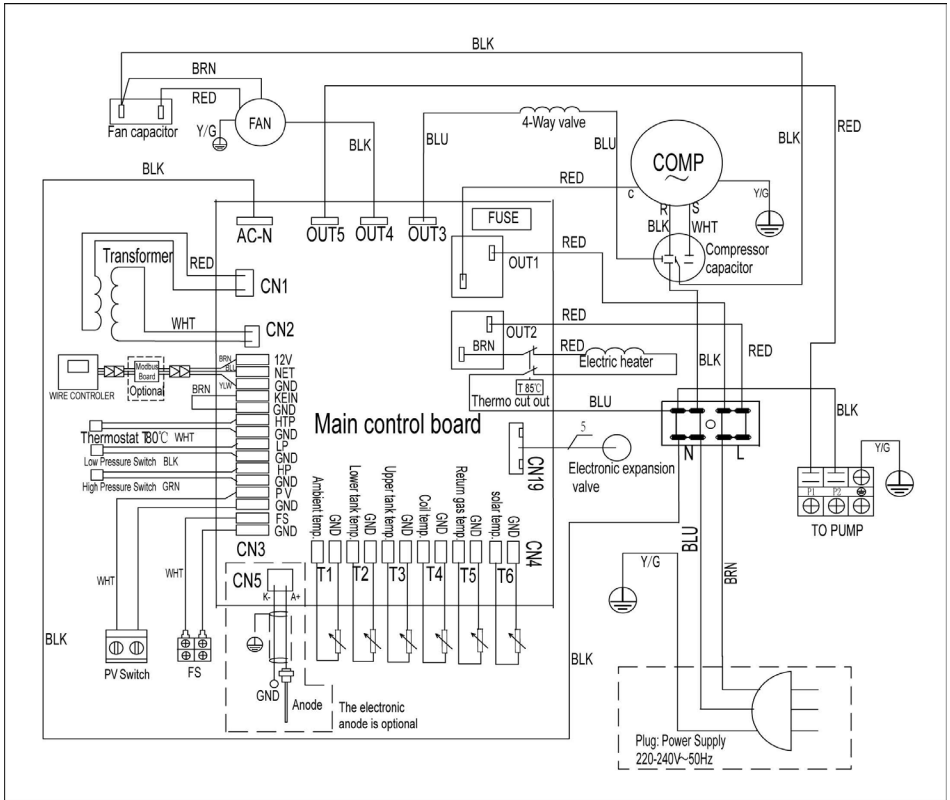 BLK
BRN
RED
Fan capacitor
Y/G
FAN
BLK
BLU
4-Way valve
BLU
COMP
BLK
RED
BLK
RED
C
R
S
BLK
WHT
Y/G
AC-N
OUT5
OUT4
OUT3
FUSE
RED
OUT1
Compressor
capacitor
Transformer
RED
CN1
WHT
CN2
RED
OUT2
BRN
RED
Electric heater
BLK
RED
T 85℃
Thermo cut out
BLU
WIRE CONTROLER
Modbus
Board
Optional
BRN
BLU
YLW
BRN
12V
NET
GND
KEIN
GND
HTP
GND
LP
GND
HP
GND
PV
GND
FS
GND
CN3
Thermostat T80℃ WHT
Low Pressure Switch BLK
High Pressure Switch GRN
Main control board
CN19
5
Electronic expansion
valve
N
L
BLK
Y/G
P1
P2
TO PUMP
Ambient temp.
GND
Lower tank temp.
GND
Upper tank temp.
GND
Coil temp.
GND
Return gas temp.
GND
solar temp.
GND
CN4
T1
T2
T3
T4
T5
T6
CN5
K-
A+
WHT
WHT
BLK
PV Switch
FS
GND
Anode
The electronic
anode is optional
BLK
Y/G
BLU
BRN
Plug: Power Supply
220-240V~50Hz